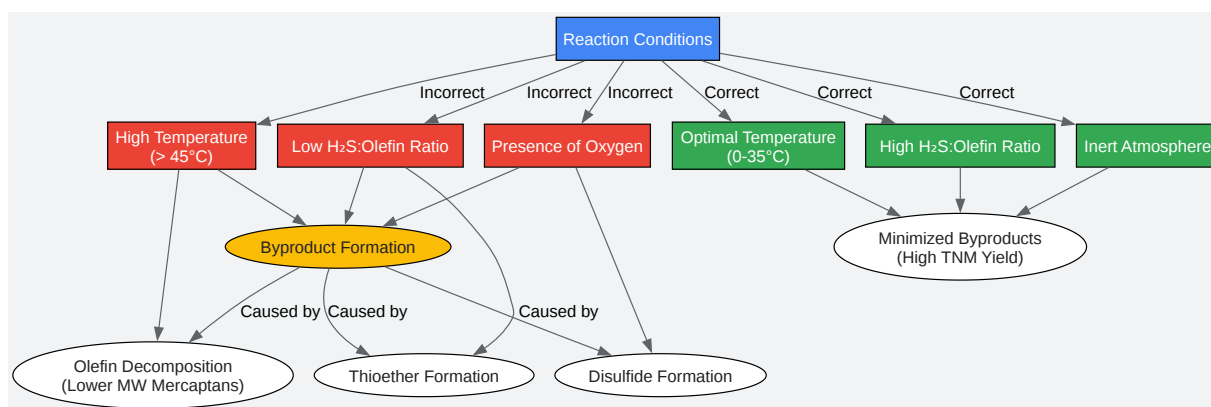 Reaction Conditions
Incorrect
Incorrect
Incorrect
Correct
Correct
Correct
High Temperature
(> 45°C)
Low H₂S:Olefin Ratio
Presence of Oxygen
Optimal Temperature
(0-35°C)
High H₂S:Olefin Ratio
Inert Atmosphere
Byproduct Formation
Minimized Byproducts
(High TNM Yield)
Caused by
Caused by
Caused by
Olefin Decomposition
(Lower MW Mercaptans)
Thioether Formation
Disulfide Formation